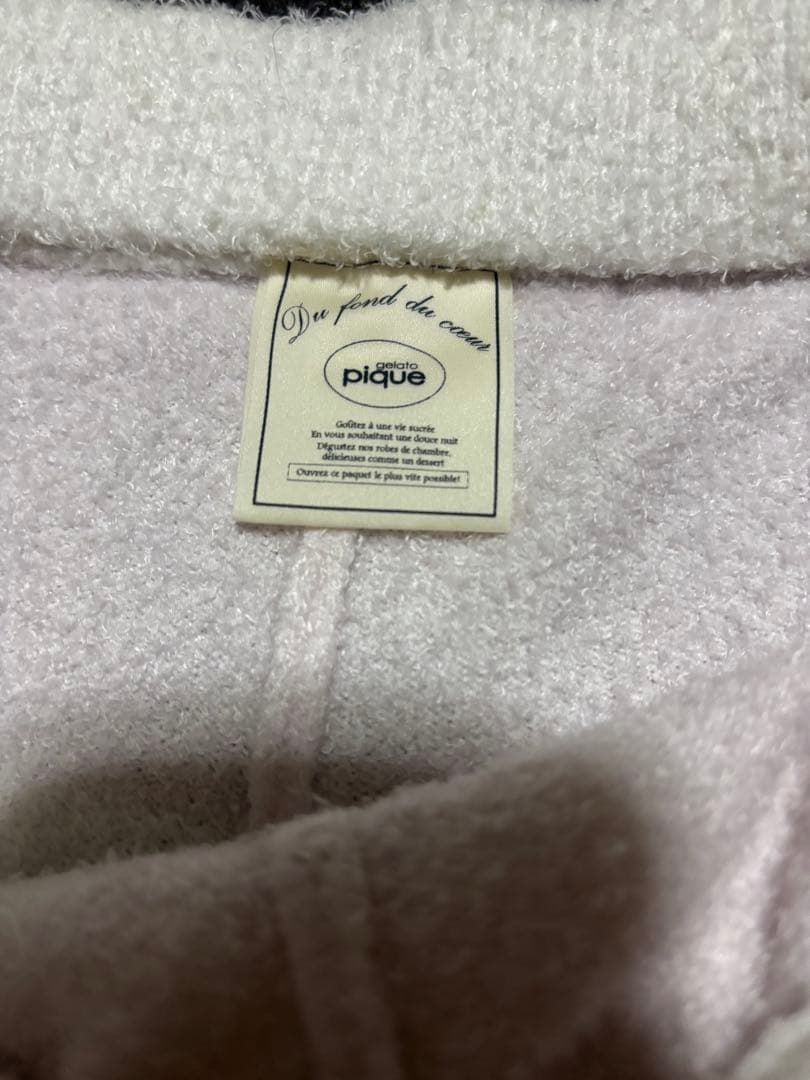 Du fond du cœur
gelato
pique
Goûtez à une vie sucrée
En vous souhaitant une douce nuit
Dégustez nos robes de chambre,
délicieuses comme un dessert
Ouvrez ce paquet le plus vite possible!